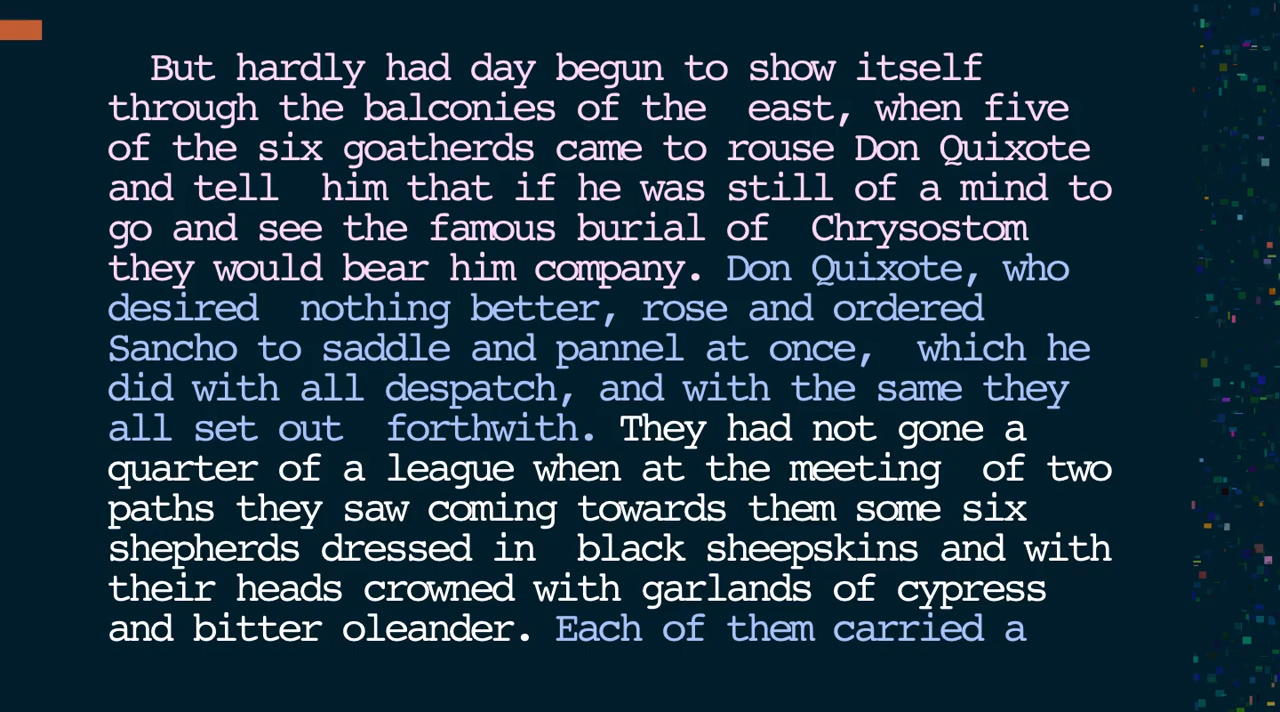 But hardly had day begun to show itself
through the balconies of the  east, when five
of the six goatherds came to rouse Don Quixote
and tell  him that if he was still of a mind to
go and see the famous burial of  Chrysostom
they would bear him company. Don Quixote, who
desired  nothing better, rose and ordered
Sancho to saddle and pannel at once,  which he
did with all despatch, and with the same they
all set out  forthwith. They had not gone a
quarter of a league when at the meeting  of two
paths they saw coming towards them some six
shepherds dressed in  black sheepskins and with
their heads crowned with garlands of cypress
and bitter oleander. Each of them carried a